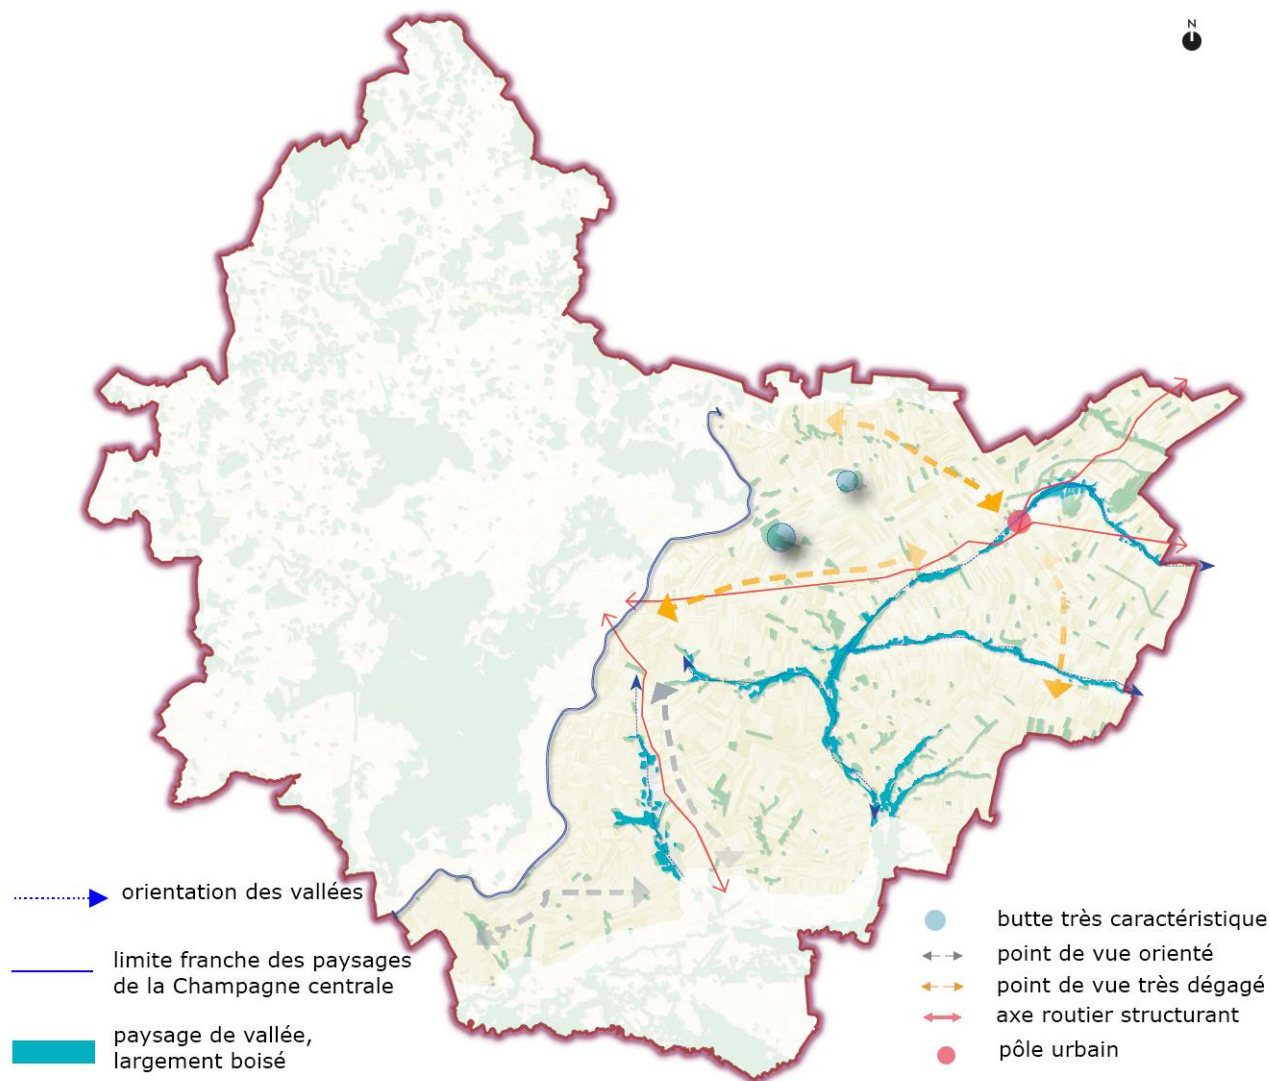 N
orientation des vallées
limite franche des paysages
de la Champagne centrale
paysage de vallée,
largement boisé
butte très caractéristique
point de vue orienté
point de vue très dégagé
axe routier structurant
pôle urbain